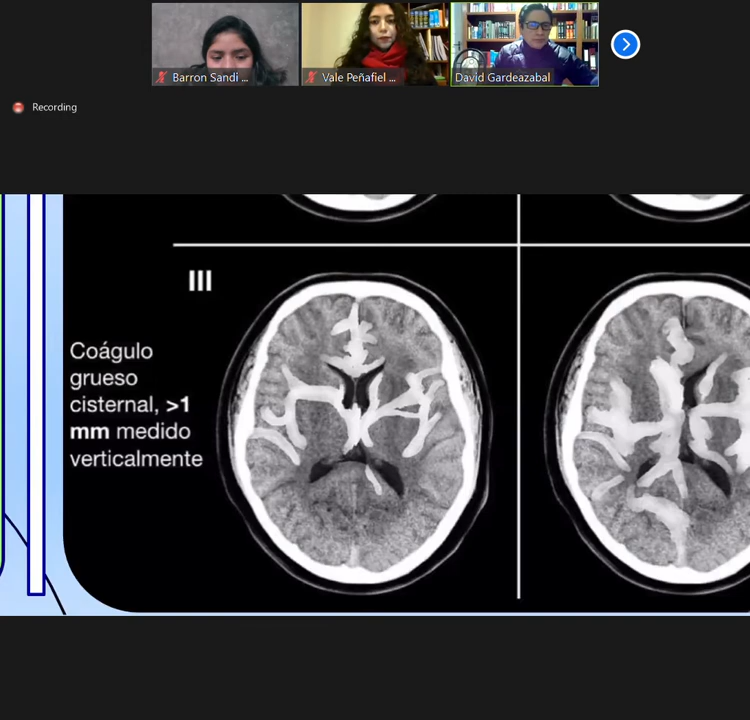 Barron Sandi ...
Vale Peñafiel ...
David Gardeazabal
Recording
III
Coágulo
grueso
cisternal, >1
mm medido
verticalmente